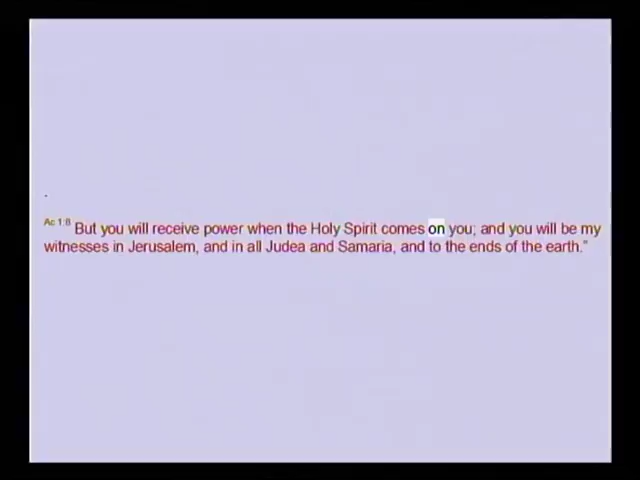 .
Ac 1:8 But you will receive power when the Holy Spirit comes on you; and you will be my
witnesses in Jerusalem, and in all Judea and Samaria, and to the ends of the earth.”